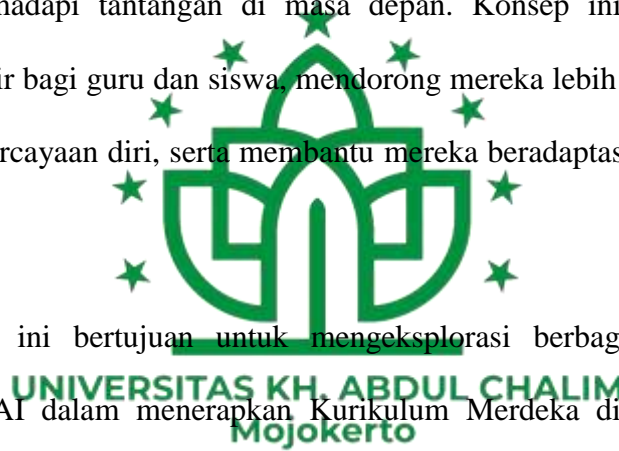 hadapi tantangan di masa depan. Konsep ini
bagi guru dan siswa, mendorong mereka lebih
rcayaan diri, serta membantu mereka beradaptas
ini bertujuan untuk mengeksplorasi berbag
UNIVERSITAS KH. ABDUL CHALIM
AI dalam menerapkan Kurikulum Merdeka di
Mojokerto